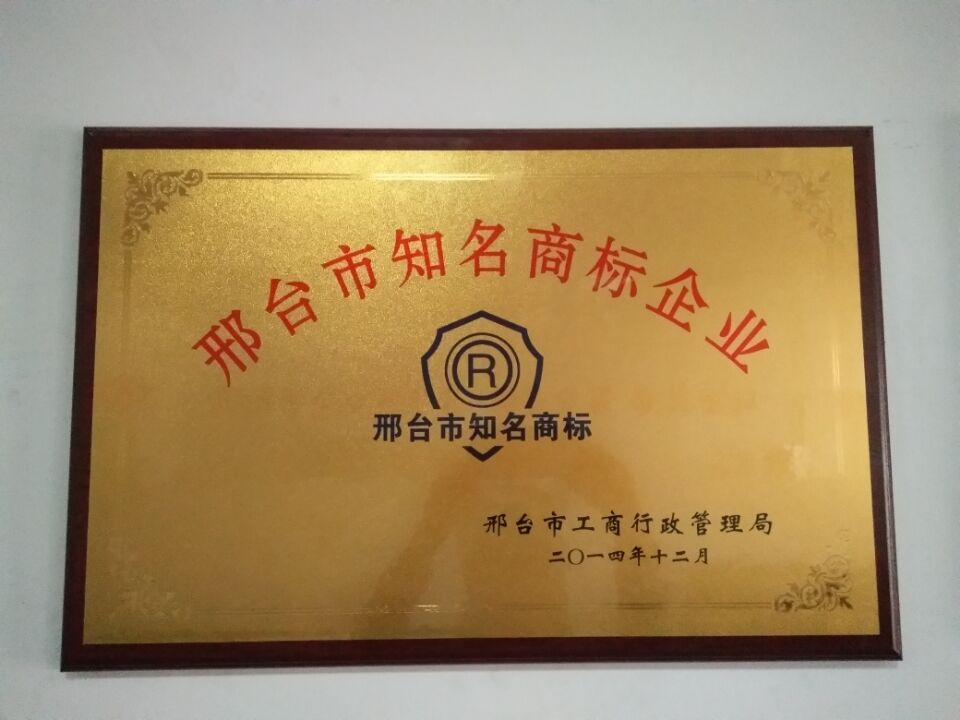 邢台市知名商标企业
R
邢台市知名商标
邢台市工商行政管理局
二〇一四年十二月